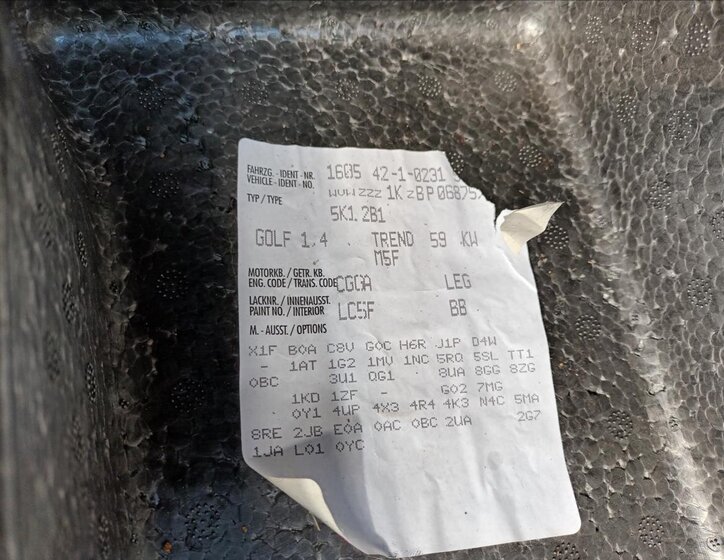 FAHRZG. - IDENT - NR. 1605 42-1-0231
VEHICLE - IDENT - NO. WVWZZZ1KZBP06875
TYP / TYPE 5K1 2B1
GOLF 1,4 TREND 59 KW
M5F
MOTORKB. / GETR. KB.
ENG. CODE / TRANS. CODE CGGA LEG
LACKNR. / INNENAUSST.
PAINT NO. / INTERIOR LC5F BB
M. - AUSST. / OPTIONS
X1F B0A C8V G0C H6R J1P D4W
- 1AT 1G2 1MV 1NC 5RQ 5SL TT1
0BC 3U1 QG1 8UA 8GG 8ZG
1KD 1ZF - G02 7MG
0Y1 4UP 4X3 4R4 4K3 N4C 5MA
8RE 2JB E0A 0AC 0BC 2UA 2G7
1JA L01 0YC